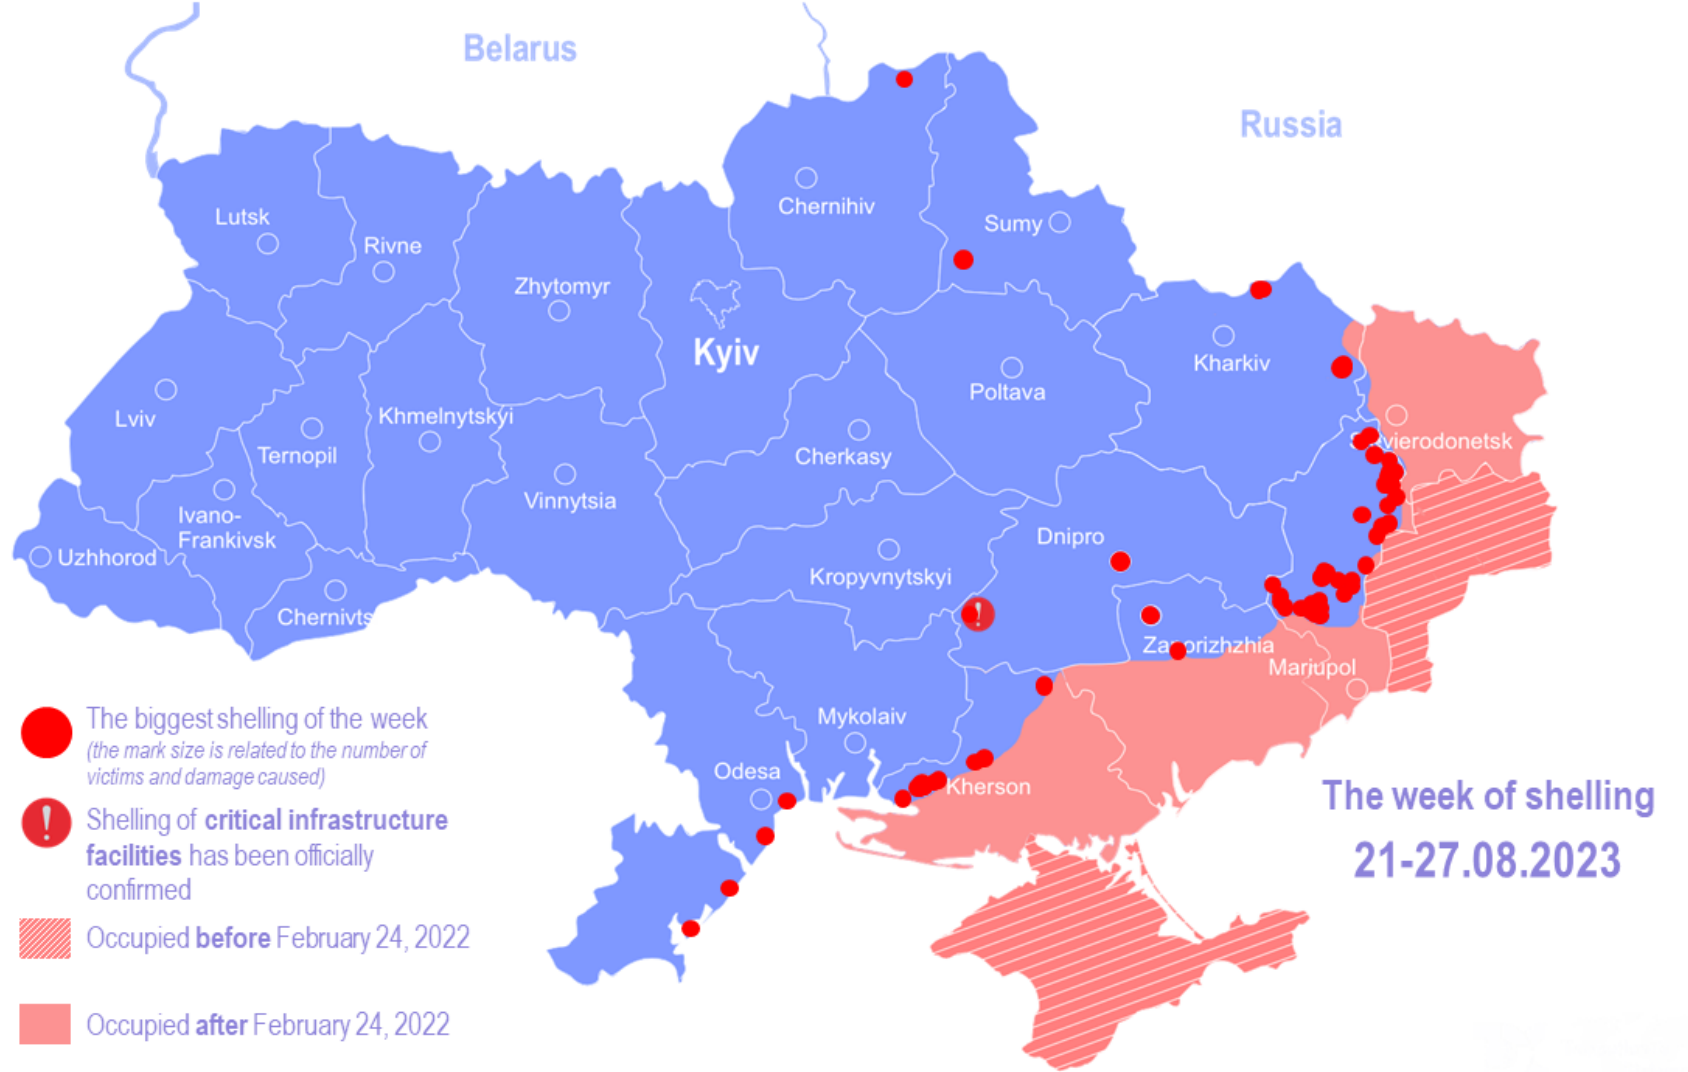 Belarus
Russia
Lutsk
Rivne
Zhytomyr
Kyiv
Chernihiv
Sumy
Kharkiv
Poltava
Lviv
Ternopil
Khmelnytskyi
Vinnytsia
Cherkasy
Ivano-
Frankivsk
Uzhhorod
Chernivts
Kropyvnytskyi
Dnipro
Zaporizhzhia
Mariupol
Mykolaiv
Odesa
Kherson
The biggest shelling of the week
(the mark size is related to the number of
victims and damage caused)
! Shelling of critical infrastructure
facilities has been officially
confirmed
Occupied before February 24, 2022
Occupied after February 24, 2022
!
The week of shelling
21-27.08.2023